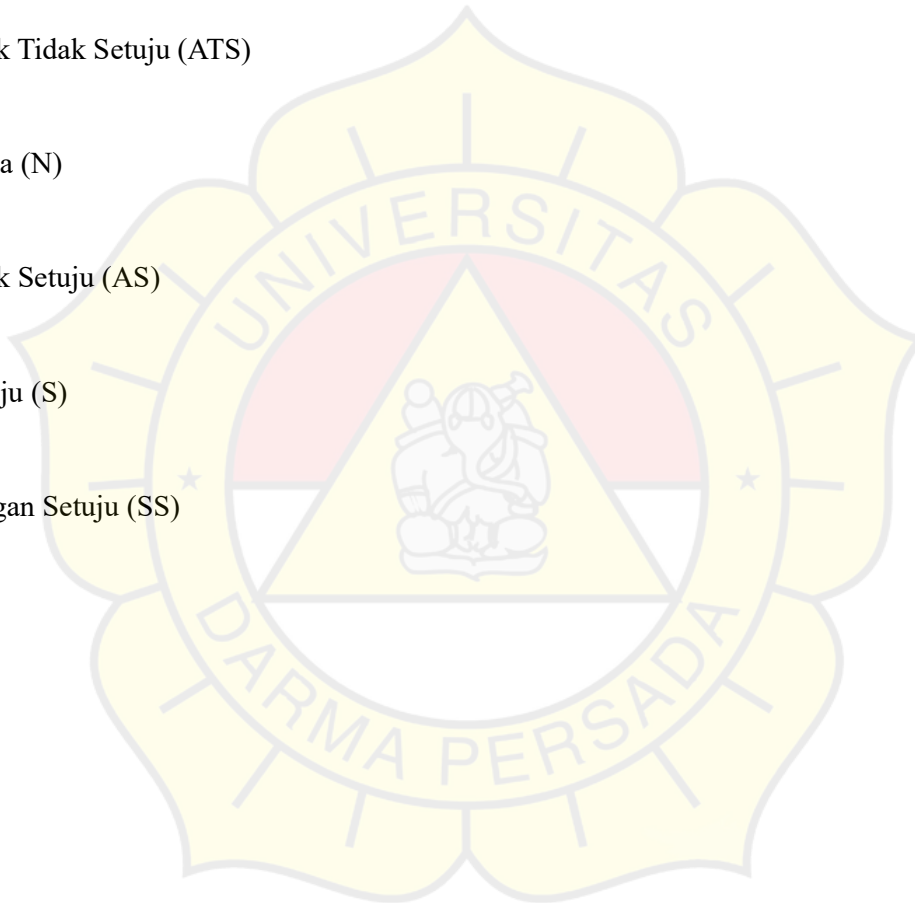 k Tidak Setuju (ATS)
UNIVERSITAS
a (N)
k Setuju (AS)
ju (S)
gan Setuju (SS)
DARMA PERSADA